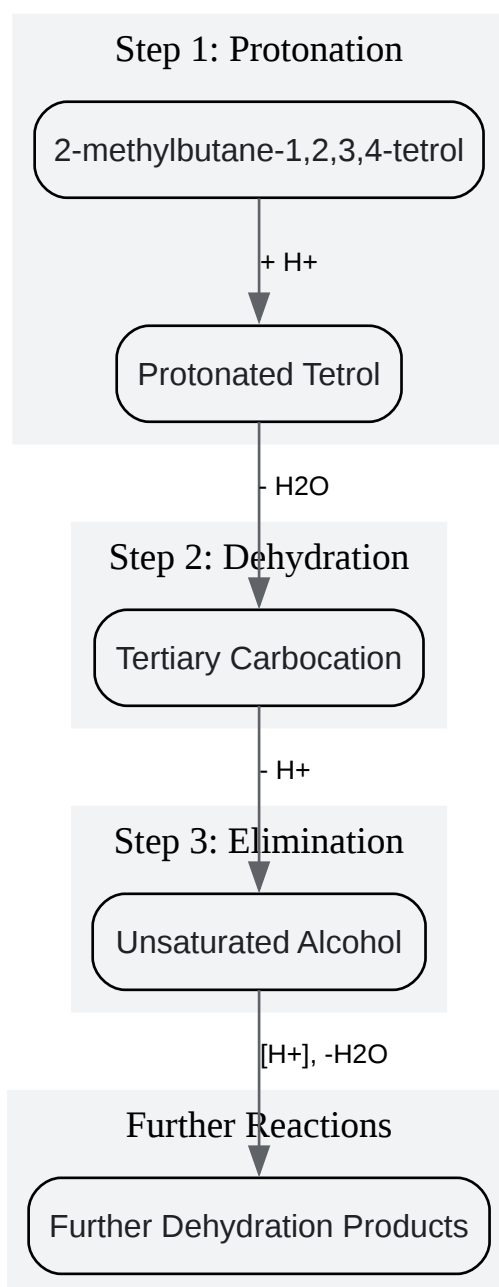 Step 1: Protonation
2-methylbutane-1,2,3,4-tetrol
+ H+
Protonated Tetrol
- H2O
Step 2: Dehydration
Tertiary Carbocation
- H+
Step 3: Elimination
Unsaturated Alcohol
[H+], -H2O
Further Reactions
Further Dehydration Products